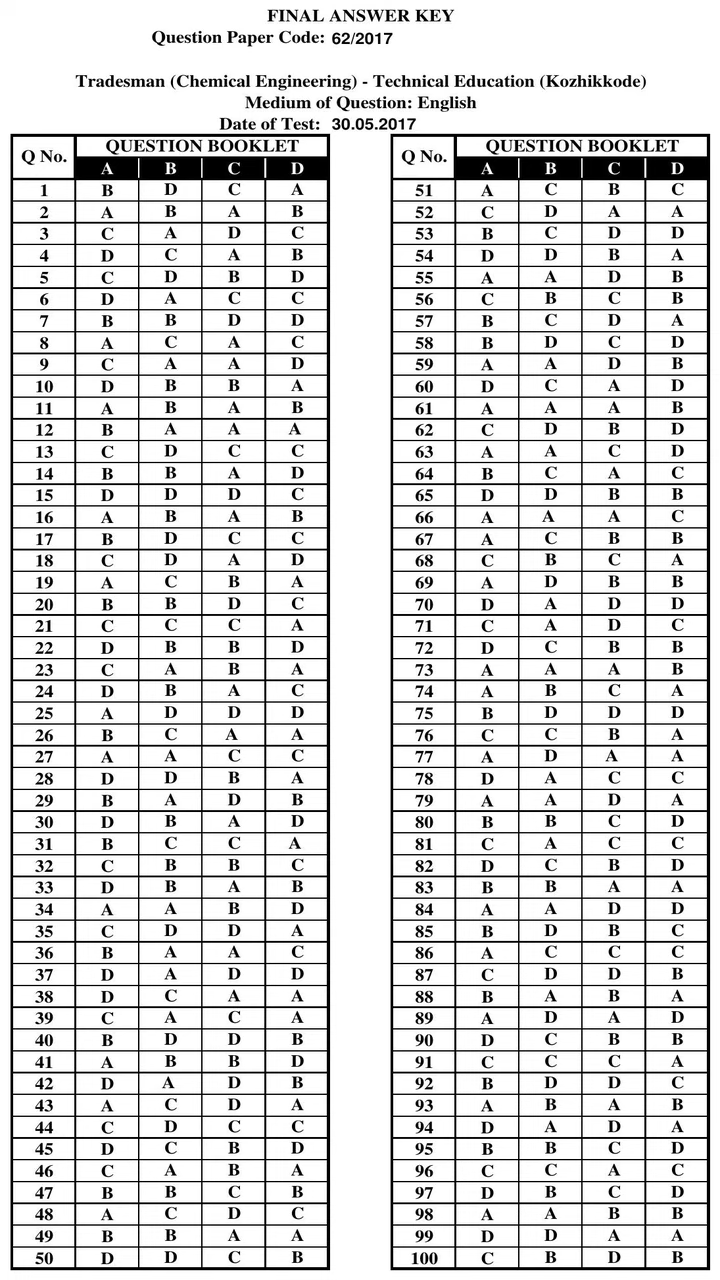 FINAL ANSWER KEY
Question Paper Code: 62/2017
Tradesman (Chemical Engineering) - Technical Education (Kozhikkode)
Medium of Question: English
Date of Test: 30.05.2017
Q No. QUESTION BOOKLET
A B C D
1 B D C A
2 A B A B
3 C A D C
4 D C A B
5 C D B D
6 D A C C
7 B B D D
8 A C A C
9 C A A D
10 D B B A
11 A B A B
12 B A A A
13 C D C C
14 B B A D
15 D D D C
16 A B A B
17 B D C C
18 C D A D
19 A C B A
20 B B D C
21 C C C A
22 D B B D
23 C A B A
24 D B A C
25 A D D D
26 B C A A
27 A A C C
28 D D B A
29 B A D B
30 D B A D
31 B C C A
32 C B B C
33 D B A B
34 A A B D
35 C D D A
36 B A A C
37 D A D D
38 D C A A
39 C A C A
40 B D D B
41 A B B D
42 D A D B
43 A C D A
44 C D C C
45 D C B D
46 C A B A
47 B B C B
48 A C D C
49 B B A A
50 D D C B
Q No. QUESTION BOOKLET
A B C D
51 A C B C
52 C D A A
53 B C D D
54 D D B A
55 A A D B
56 C B C B
57 B C D A
58 B D C D
59 A A D B
60 D C A D
61 A A A B
62 C D B D
63 A A C D
64 B C A C
65 D D B B
66 A A A C
67 A C B B
68 C B C A
69 A D B B
70 D A D D
71 C A D C
72 D C B B
73 A A A B
74 A B C A
75 B D D D
76 C C B A
77 A D A A
78 D A C C
79 A A D A
80 B B C D
81 C A C C
82 D C B D
83 B B A A
84 A A D D
85 B D B C
86 A C C C
87 C D D B
88 B A B A
89 A D A D
90 D C B B
91 C C C A
92 B D D C
93 A B A B
94 D A D A
95 B B C D
96 C C A C
97 D B C D
98 A A B B
99 D D A A
100 C B D B